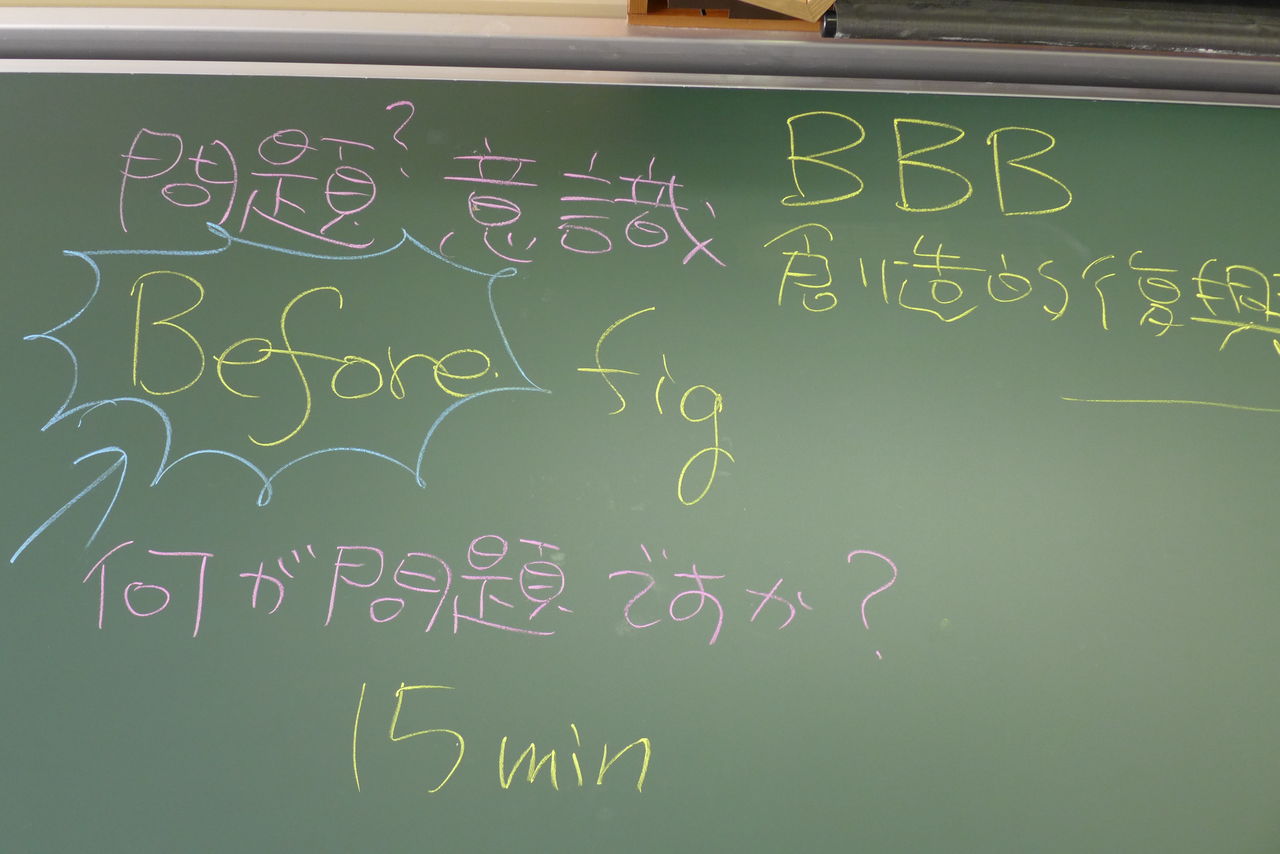 問題?意識
BBB
創造的復興
Before fig
何が問題ですか?
15min